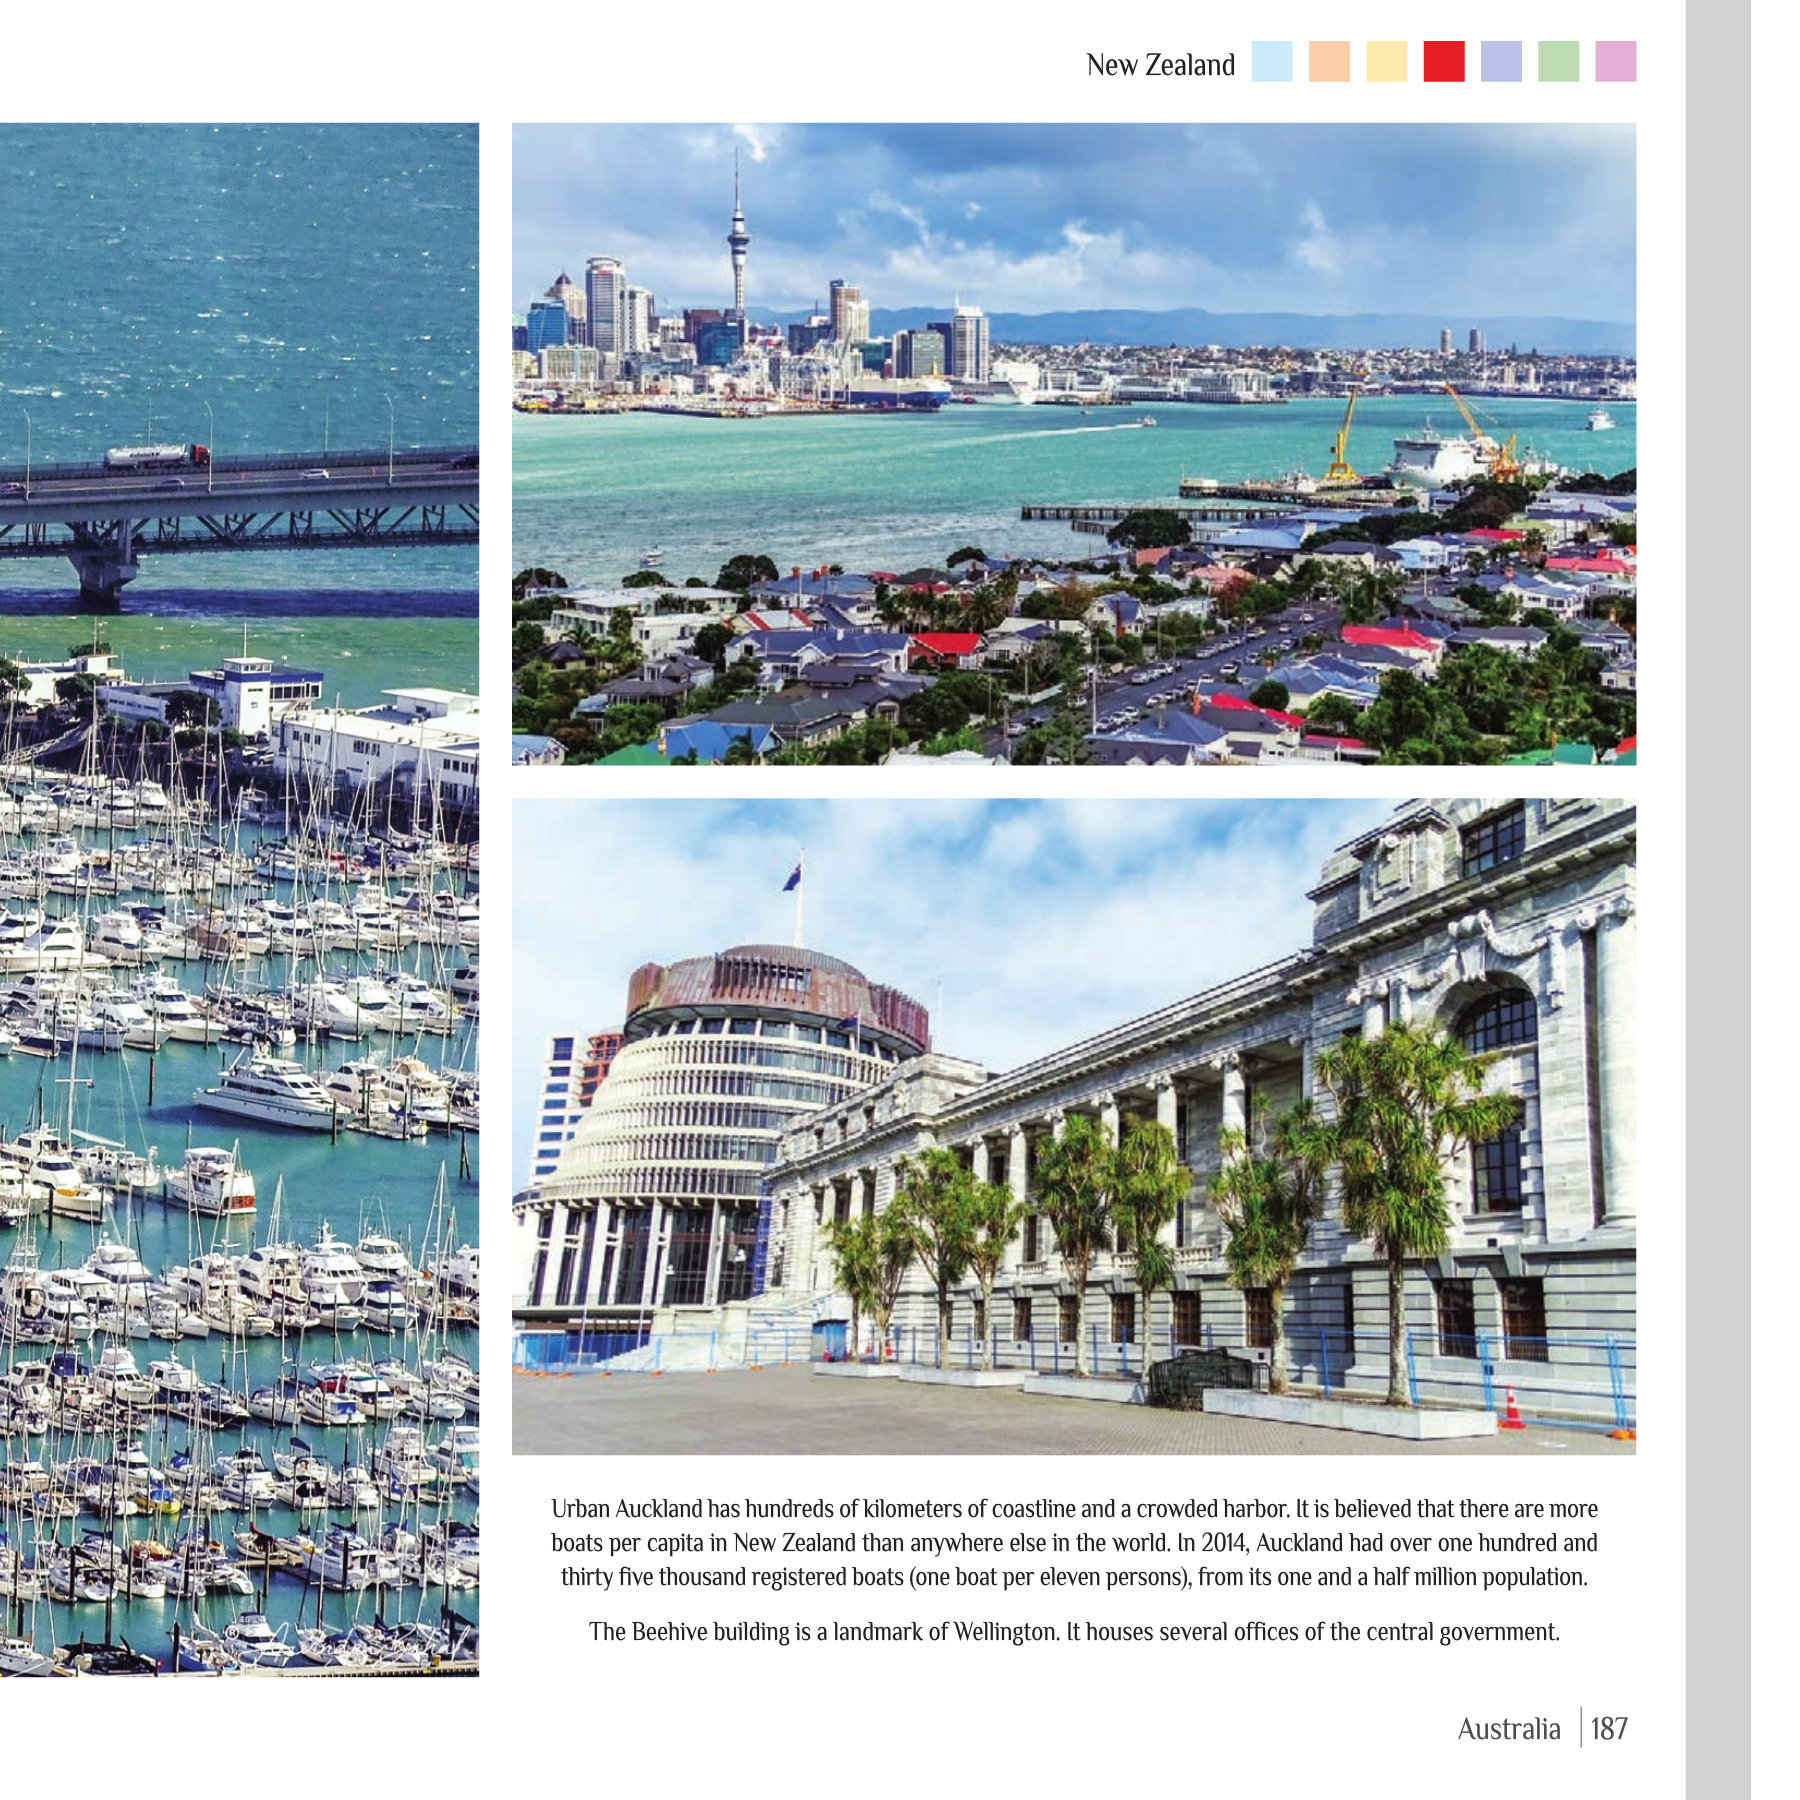 New Zealand
Urban Auckland has hundreds of kilometers of coastline and a crowded harbor. It is believed that there are more
boats per capita in New Zealand than anywhere else in the world. In 2014, Auckland had over one hundred and
thirty five thousand registered boats (one boat per eleven persons), from its one and a half million population.
The Beehive building is a landmark of Wellington. It houses several offices of the central government.
Australia | 187